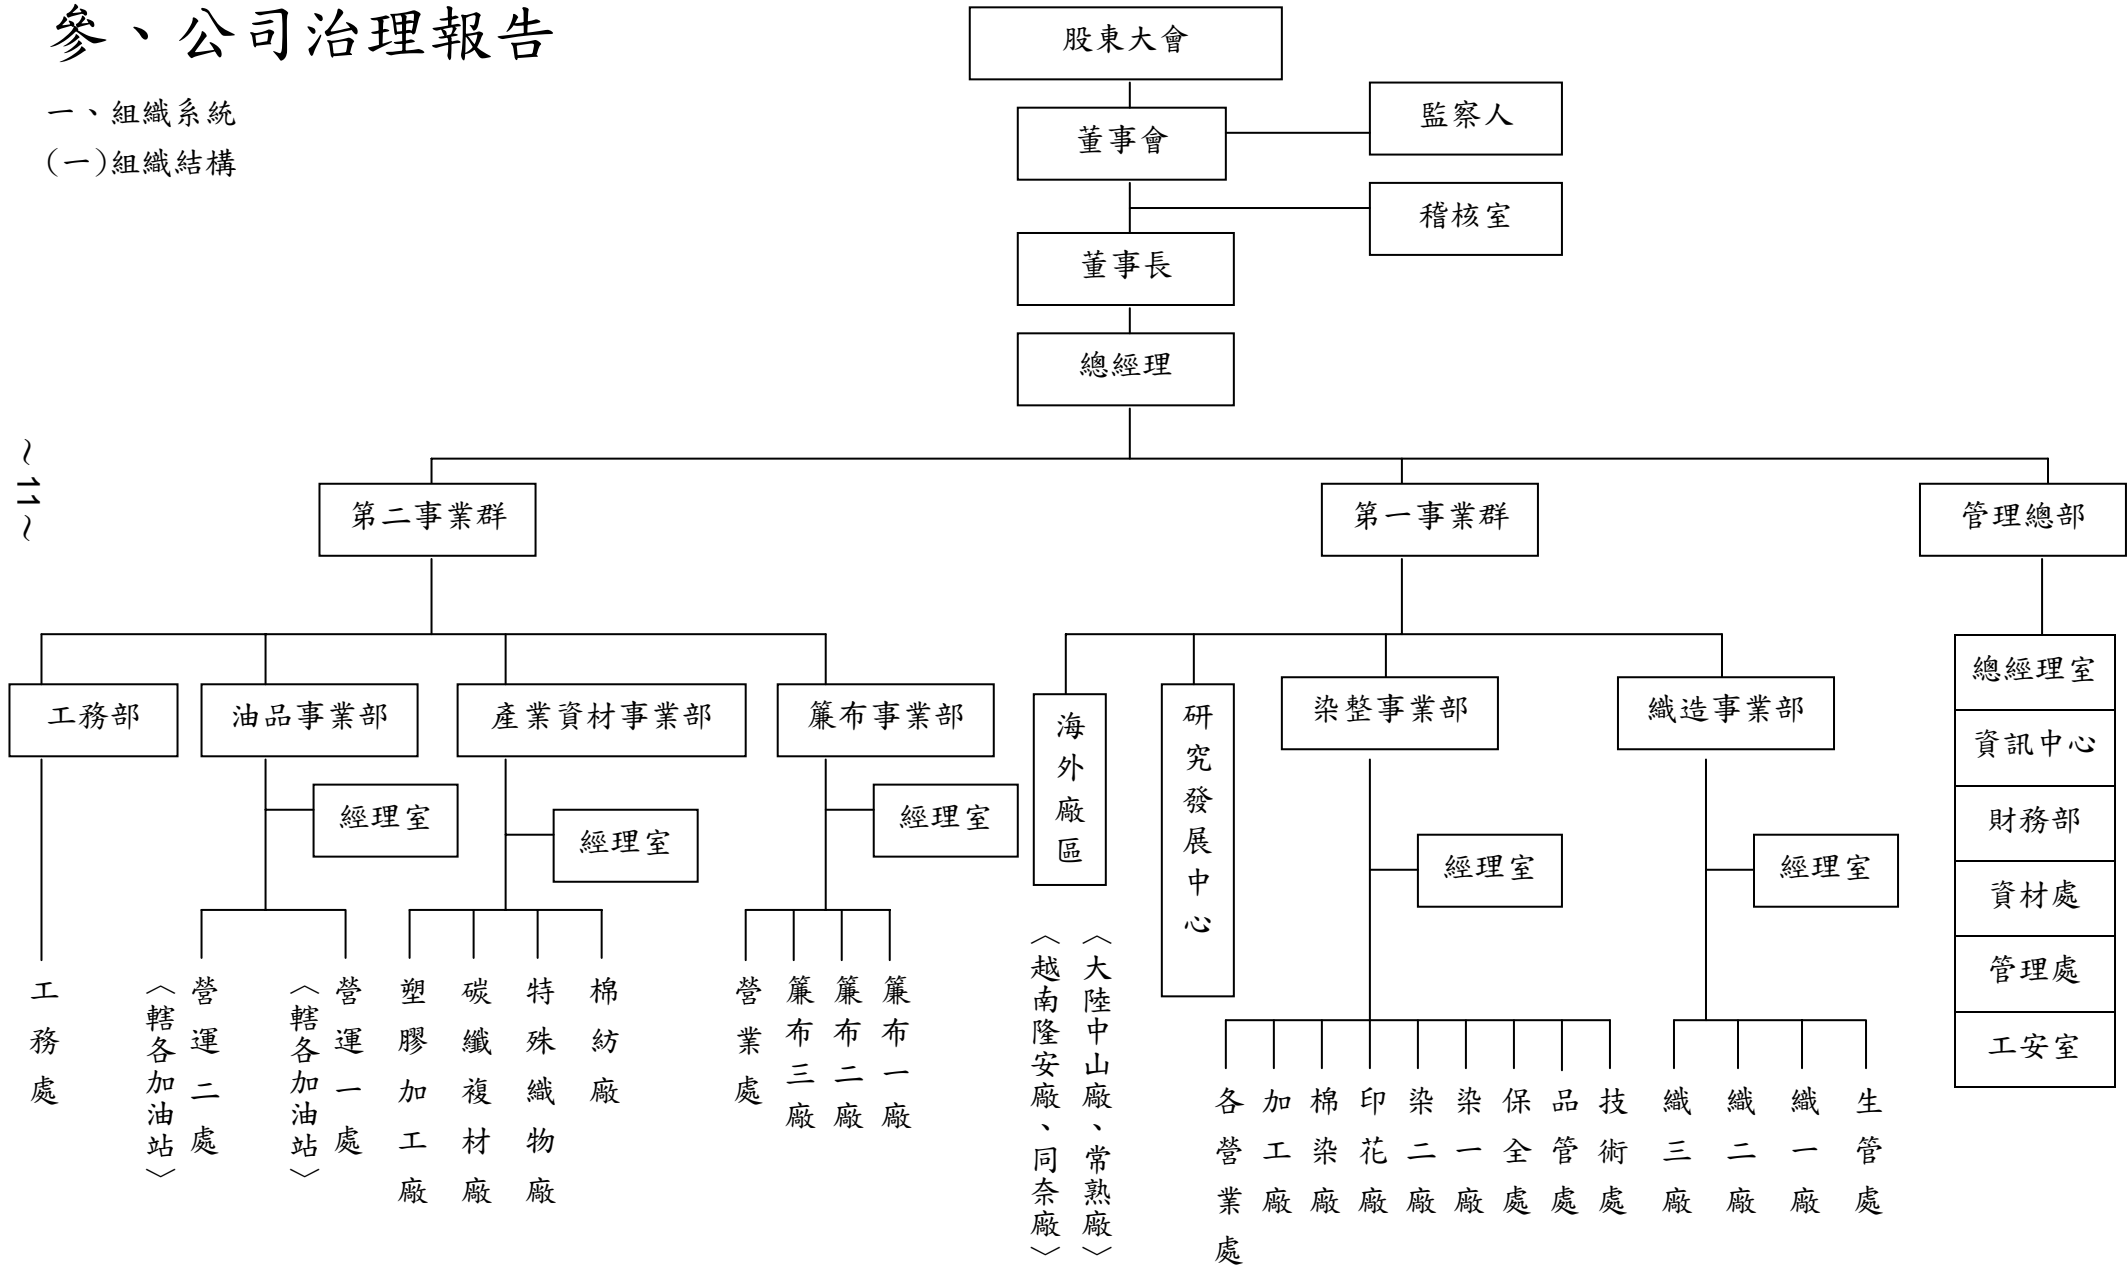 參、公司治理報告
一、組織系統
(一)組織結構
股東大會
董事會
監察人
稽核室
董事長
總經理
~11~
第二事業群
第一事業群
管理總部
工務部
油品事業部
產業資材事業部
簾布事業部
海外廠區
研究發展中心
染整事業部
織造事業部
總經理室
資訊中心
財務部
資材處
管理處
工安室
經理室
經理室
經理室
經理室
經理室
工務處
營運二處
〈轄各加油站〉
營運一處
〈轄各加油站〉
塑膠加工廠
碳纖複材廠
特殊織物廠
棉紡廠
營業處
簾布三廠
簾布二廠
簾布一廠
〈大陸中山廠、常熟廠〉
〈越南隆安廠、同奈廠〉
各營業處
加工廠
棉染廠
印花廠
染二廠
染一廠
保全處
品管處
技術處
織三廠
織二廠
織一廠
生管處